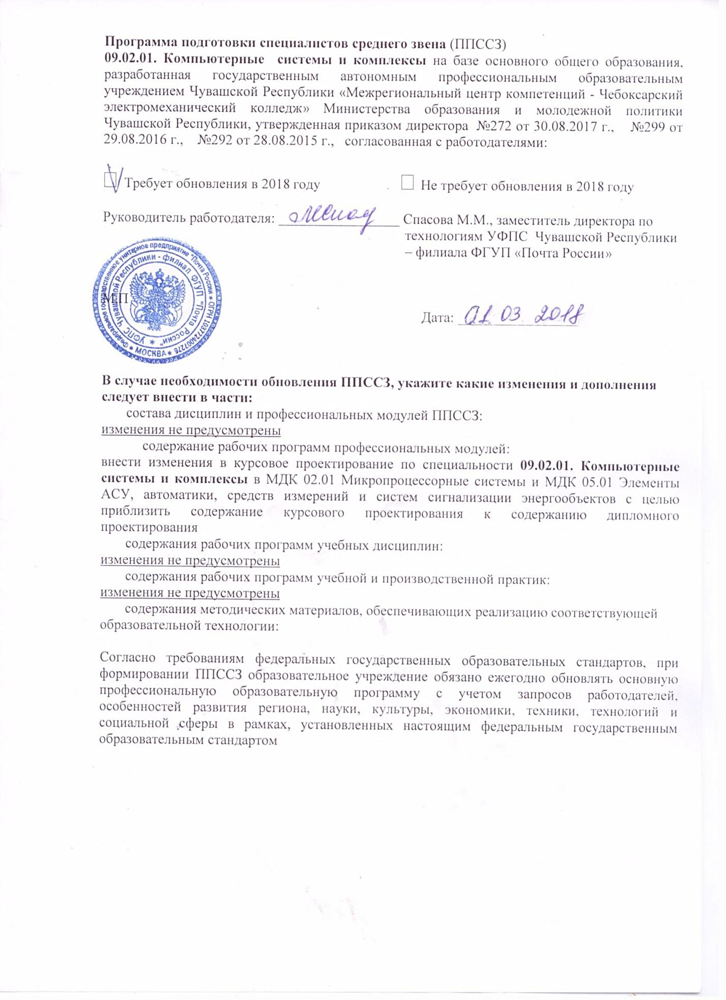 Программа подготовки специалистов среднего звена (ППССЗ)
09.02.01. Компьютерные системы и комплексы на базе основного общего образования,
разработанная государственным автономным профессиональным образовательным
учреждением Чувашской Республики «Межрегиональный центр компетенций - Чебоксарский
электромеханический колледж» Министерства образования и молодежной политики
Чувашской Республики, утвержденная приказом директора №272 от 30.08.2017 г., №299 от
29.08.2016 г., №292 от 28.08.2015 г., согласованная с работодателями:
Требует обновления в 2018 году Не требует обновления в 2018 году
Руководитель работодателя: Спасова М.М., заместитель директора по
технологиям УФПС Чувашской Республики
– филиала ФГУП «Почта России»
Федеральное государственное унитарное предприятие "Почта России" * ОГРН 1037724007276 * МОСКВА *
УФПС Чувашской Республики - филиал ФГУП "Почта России" *
МП
Дата: 01. 03. 2018
В случае необходимости обновления ППССЗ, укажите какие изменения и дополнения
следует внести в части:
состава дисциплин и профессиональных модулей ППССЗ:
изменения не предусмотрены
содержание рабочих программ профессиональных модулей:
внести изменения в курсовое проектирование по специальности 09.02.01. Компьютерные
системы и комплексы в МДК 02.01 Микропроцессорные системы и МДК 05.01 Элементы
АСУ, автоматики, средств измерений и систем сигнализации энергообъектов с целью
приблизить содержание курсового проектирования к содержанию дипломного
проектирования
содержания рабочих программ учебных дисциплин:
изменения не предусмотрены
содержания рабочих программ учебной и производственной практик:
изменения не предусмотрены
содержания методических материалов, обеспечивающих реализацию соответствующей
образовательной технологии:
Согласно требованиям федеральных государственных образовательных стандартов, при
формировании ППССЗ образовательное учреждение обязано ежегодно обновлять основную
профессиональную образовательную программу с учетом запросов работодателей,
особенностей развития региона, науки, культуры, экономики, техники, технологий и
социальной сферы в рамках, установленных настоящим федеральным государственным
образовательным стандартом